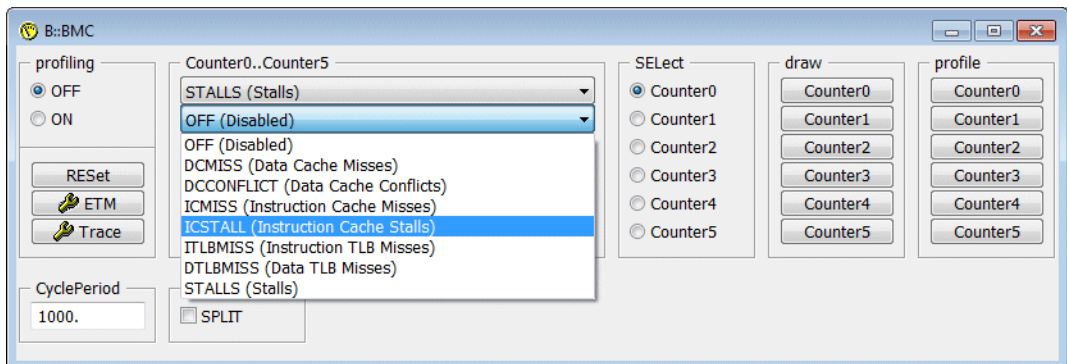 B::BMC
profiling
OFF
ON
RESet
ETM
Trace
Counter0..Counter5
STALLS (Stalls)
OFF (Disabled)
OFF (Disabled)
DCMISS (Data Cache Misses)
DCCONFLICT (Data Cache Conflicts)
ICMISS (Instruction Cache Misses)
ICSTALL (Instruction Cache Stalls)
ITLBMISS (Instruction TLB Misses)
DTLBMISS (Data TLB Misses)
STALLS (Stalls)
SELect
Counter0
Counter1
Counter2
Counter3
Counter4
Counter5
draw
Counter0
Counter1
Counter2
Counter3
Counter4
Counter5
profile
Counter0
Counter1
Counter2
Counter3
Counter4
Counter5
CyclePeriod
1000.
SPLIT